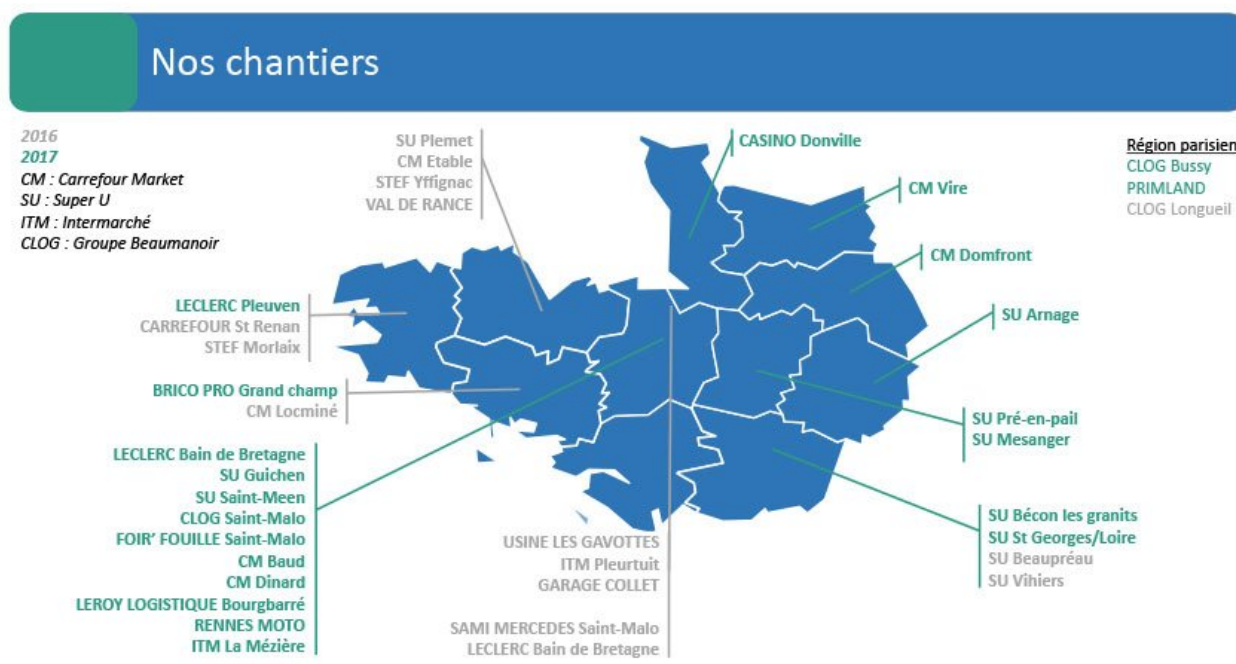 Nos chantiers
2016
2017
CM : Carrefour Market
SU : Super U
ITM : Intermarché
CLOG : Groupe Beaumanoir
SU Plemet
CM Etable
STEF Yffignac
VAL DE RANCE
CASINO Donville
CM Vire
CM Domfront
Région parisien
CLOG Bussy
PRIMLAND
CLOG Longueil
LECLERC Pleuven
CARREFOUR St Renan
STEF Morlaix
SU Arnage
BRICO PRO Grand champ
CM Locminé
SU Pré-en-pail
SU Mesanger
LECLERC Bain de Bretagne
SU Guichen
SU Saint-Meen
CLOG Saint-Malo
FOIR' FOUILLE Saint-Malo
CM Baud
CM Dinard
LEROY LOGISTIQUE Bourgbarré
RENNES MOTO
ITM La Mézière
USINE LES GAVOTTES
ITM Pleurtuit
GARAGE COLLET
SAMI MERCEDES Saint-Malo
LECLERC Bain de Bretagne
SU Bécon les granits
SU St Georges/Loire
SU Beaupréau
SU Vihiers